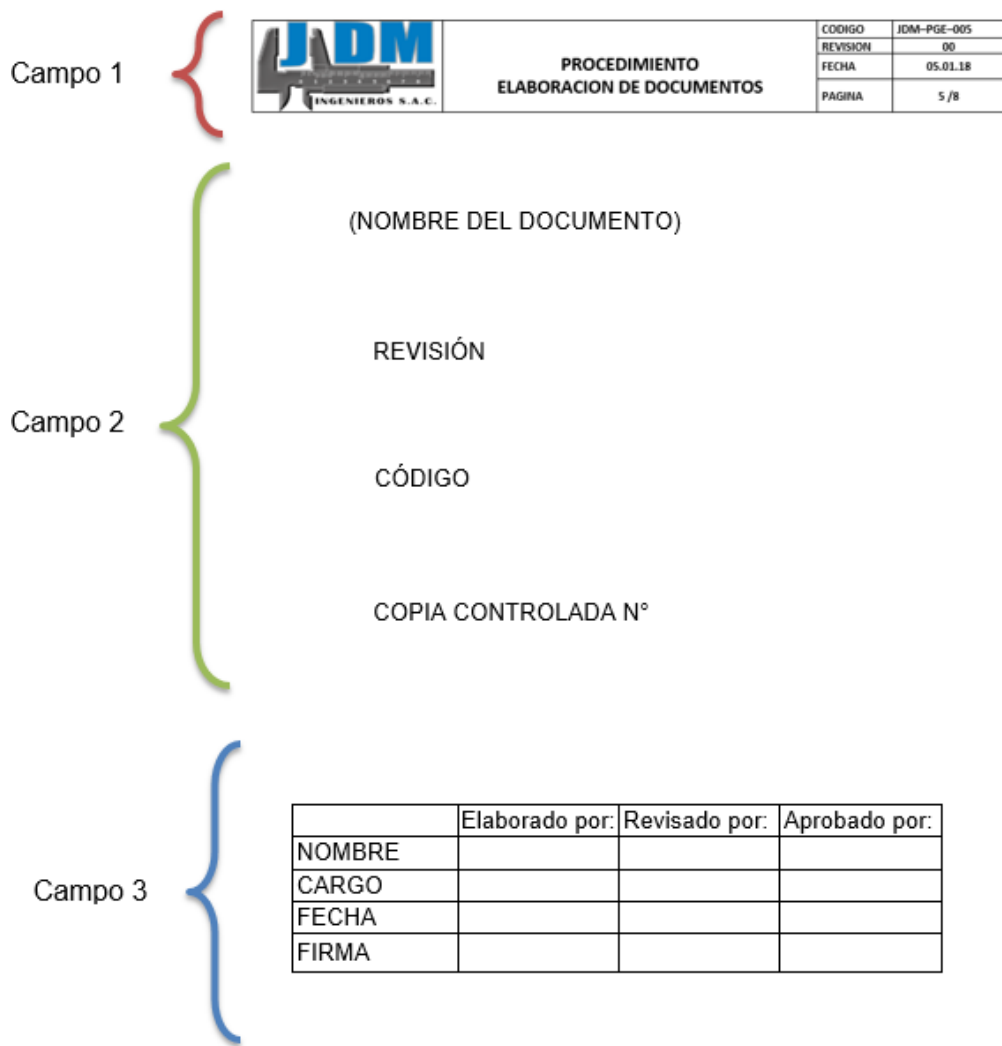 Campo 1
JDM
INGENIEROS S.A.C.
PROCEDIMIENTO
ELABORACION DE DOCUMENTOS
CODIGO JDM–PGE–005
REVISION 00
FECHA 05.01.18
PAGINA 5 /8
Campo 2
(NOMBRE DEL DOCUMENTO)
REVISIÓN
CÓDIGO
COPIA CONTROLADA N°
Campo 3
Elaborado por: Revisado por: Aprobado por:
NOMBRE
CARGO
FECHA
FIRMA